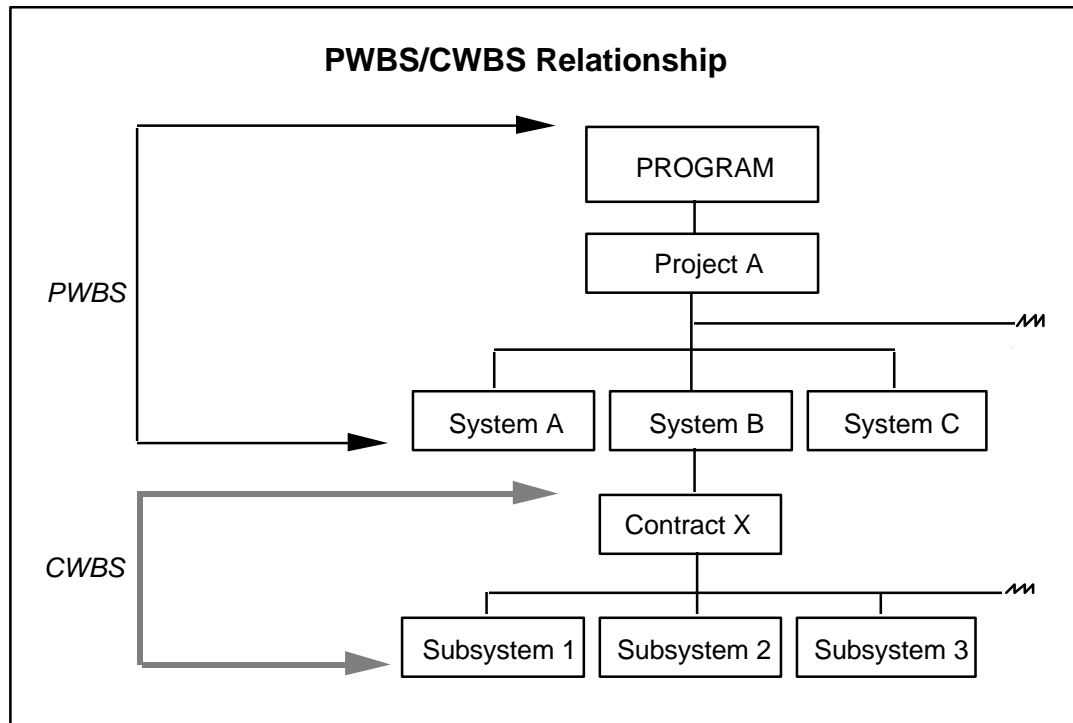 PWBS/CWBS Relationship
PROGRAM
Project A
PWBS
System A
System B
System C
Contract X
CWBS
Subsystem 1
Subsystem 2
Subsystem 3